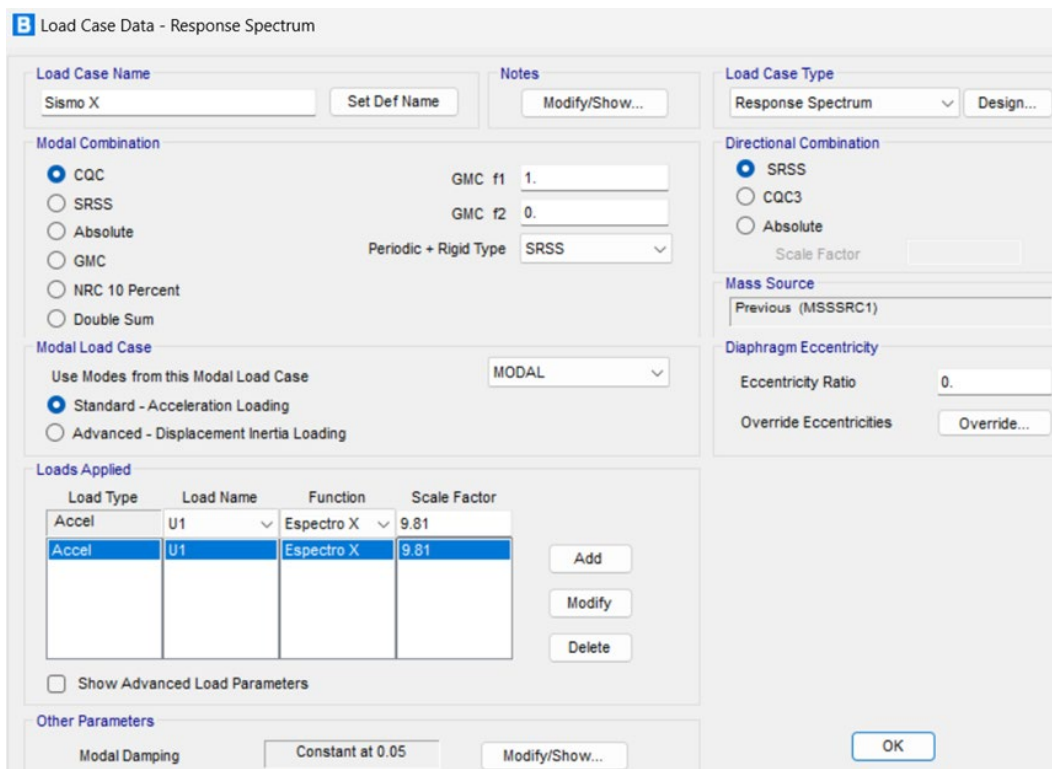 B Load Case Data - Response Spectrum
Load Case Name
Sismo X
Set Def Name
Notes
Modify/Show...
Load Case Type
Response Spectrum
Design...
Modal Combination
CQC
SRSS
Absolute
GMC
NRC 10 Percent
Double Sum
GMC f1 1.
GMC f2 0.
Periodic + Rigid Type SRSS
Directional Combination
SRSS
CQC3
Absolute
Scale Factor
Mass Source
Previous (MSSSRC1)
Modal Load Case
Use Modes from this Modal Load Case MODAL
Standard - Acceleration Loading
Advanced - Displacement Inertia Loading
Diaphragm Eccentricity
Eccentricity Ratio 0.
Override Eccentricities Override...
Loads Applied
Load Type Load Name Function Scale Factor
Accel U1 Espectro X 9.81
Accel U1 Espectro X 9.81
Add
Modify
Delete
Show Advanced Load Parameters
Other Parameters
Modal Damping Constant at 0.05 Modify/Show...
OK